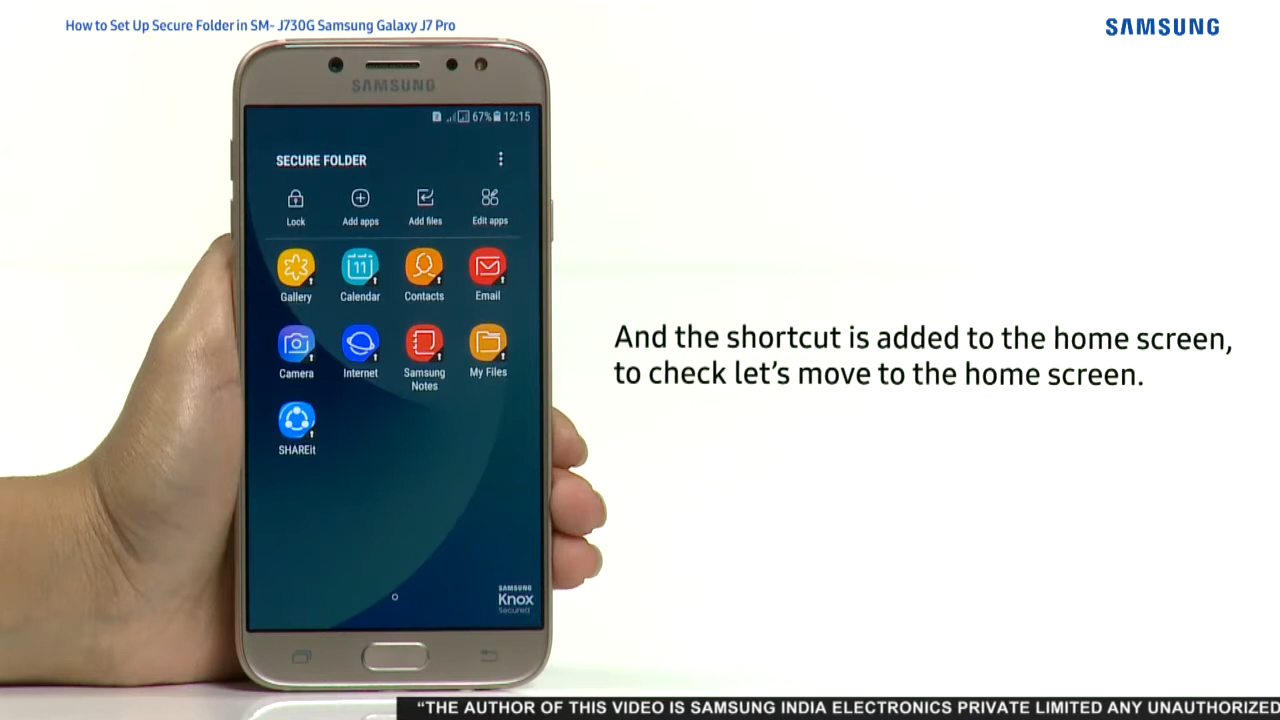 How to Set Up Secure Folder in SM- J730G Samsung Galaxy J7 Pro
SAMSUNG
SAMSUNG
67% 12:15
SECURE FOLDER
Lock Add apps Add files Edit apps
11
Gallery Calendar Contacts Email
Camera Internet Samsung Notes My Files
SHAREit
SAMSUNG
Knox
Secured
And the shortcut is added to the home screen,
to check let's move to the home screen.
“THE AUTHOR OF THIS VIDEO IS SAMSUNG INDIA ELECTRONICS PRIVATE LIMITED ANY UNAUTHORIZED